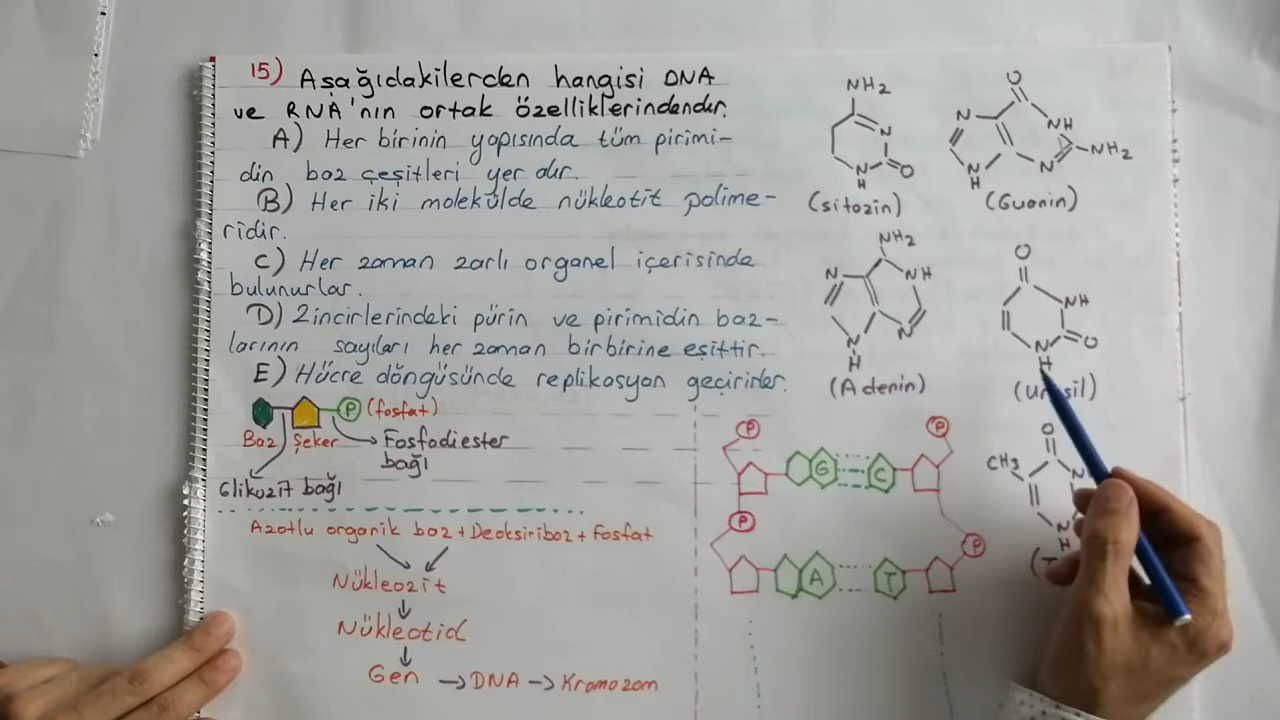 15) Aşağıdakilerden hangisi DNA
ve RNA'nın ortak özelliklerindendir.
A) Her birinin yapısında tüm pirimi-
din baz çeşitleri yer alır.
B) Her iki molekülde nükleotit polime-
ridir.
C) Her zaman zarlı organel içerisinde
bulunurlar.
D) Zincirlerindeki pürin ve pirimidin baz-
larının sayıları her zaman birbirine eşittir.
E) Hücre döngüsünde replikasyon geçirirler.
P (fosfat)
Baz Şeker
Fosfodiester
bağı
Glikozit bağı
Azotlu organik baz + Deoksiriboz + Fosfat
Nükleozit
Nükleotid
Gen → DNA → Kromozom
NH2
N
O
N
H
(sitozin)
O
N
NH
NH2
N
N
H
(Guanin)
NH2
N
NH
N
N
H
(Adenin)
O
NH
O
N
H
O
CH3
N
N
H
P
P
G
C
P
P
A
T